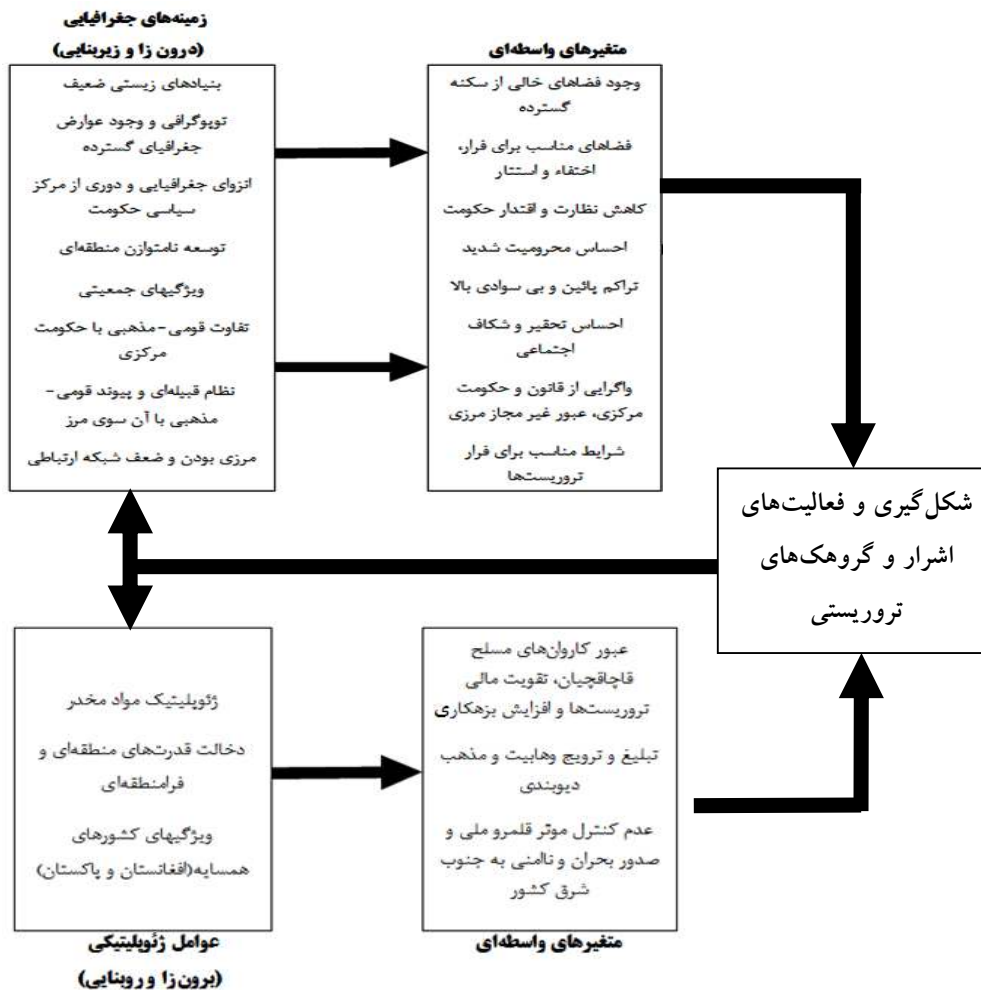 زمینه‌های جغرافیایی
(درون زا و زیربنایی)
بنیادهای زیستی ضعیف
توپوگرافی و وجود عوارض
جغرافیای گسترده
انزوای جغرافیایی و دوری از مرکز
سیاسی حکومت
توسعه نامتوازن منطقه‌ای
ویژگیهای جمعیتی
تفاوت قومی-مذهبی با حکومت
مرکزی
نظام قبیله‌ای و پیوند قومی-
مذهبی با آن سوی مرز
مرزی بودن و ضعف شبکه ارتباطی
متغیرهای واسطه‌ای
وجود فضاهای خالی از سکنه
گسترده
فضاهای مناسب برای فرار،
اختفاء و استتار
کاهش نظارت و اقتدار حکومت
احساس محرومیت شدید
تراکم پائین و بی سوادی بالا
احساس تحقیر و شکاف
اجتماعی
واگرایی از قانون و حکومت
مرکزی، عبور غیر مجاز مرزی
شرایط مناسب برای فرار
تروریست‌ها
شکل‌گیری و فعالیت‌های
اشرار و گروهک‌های
تروریستی
ژئوپلیتیک مواد مخدر
دخالت قدرت‌های منطقه‌ای و
فرامنطقه‌ای
ویژگیهای کشورهای
همسایه(افغانستان و پاکستان)
عوامل ژئوپلیتیکی
(برون‌زا و روبنایی)
عبور کاروان‌های مسلح
قاچاقچیان، تقویت مالی
تروریست‌ها و افزایش بزهکاری
تبلیغ و ترویج وهابیت و مذهب
دیوبندی
عدم کنترل موثر قلمرو ملی و
صدور بحران و ناامنی به جنوب
شرق کشور
متغیرهای واسطه‌ای